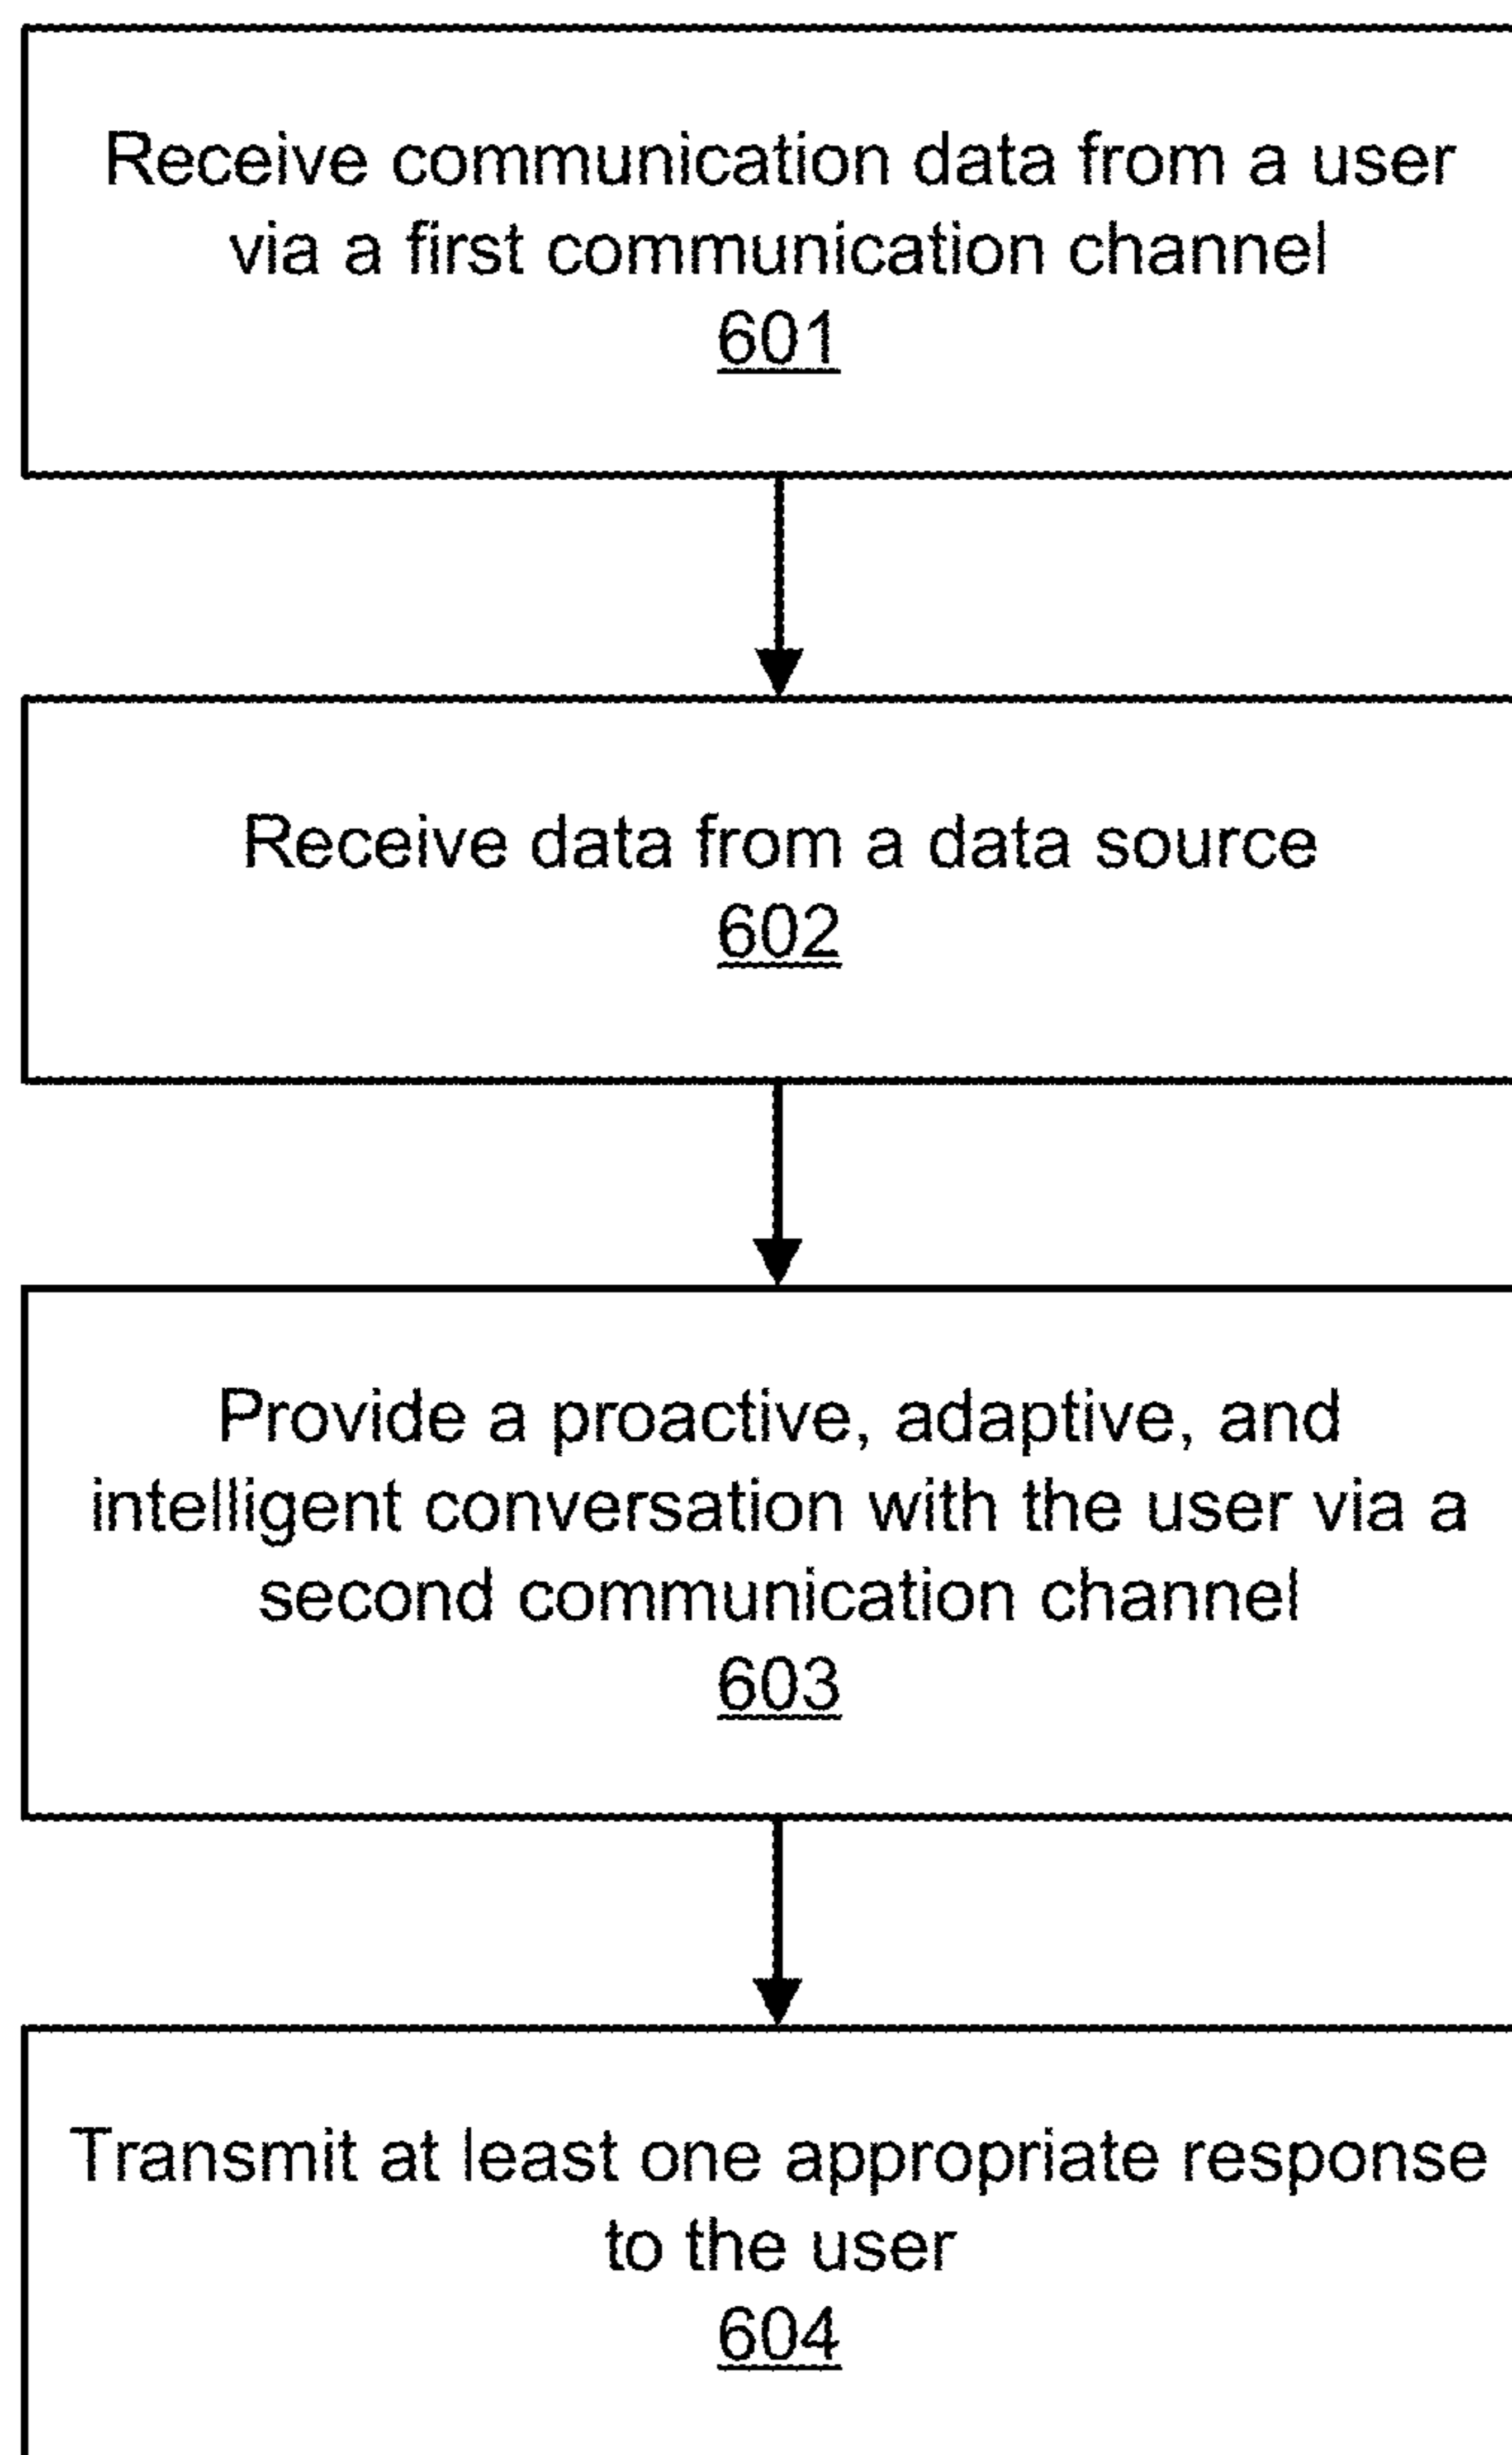 Receive communication data from a user
via a first communication channel
601
Receive data from a data source
602
Provide a proactive, adaptive, and
intelligent conversation with the user via a
second communication channel
603
Transmit at least one appropriate response
to the user
604